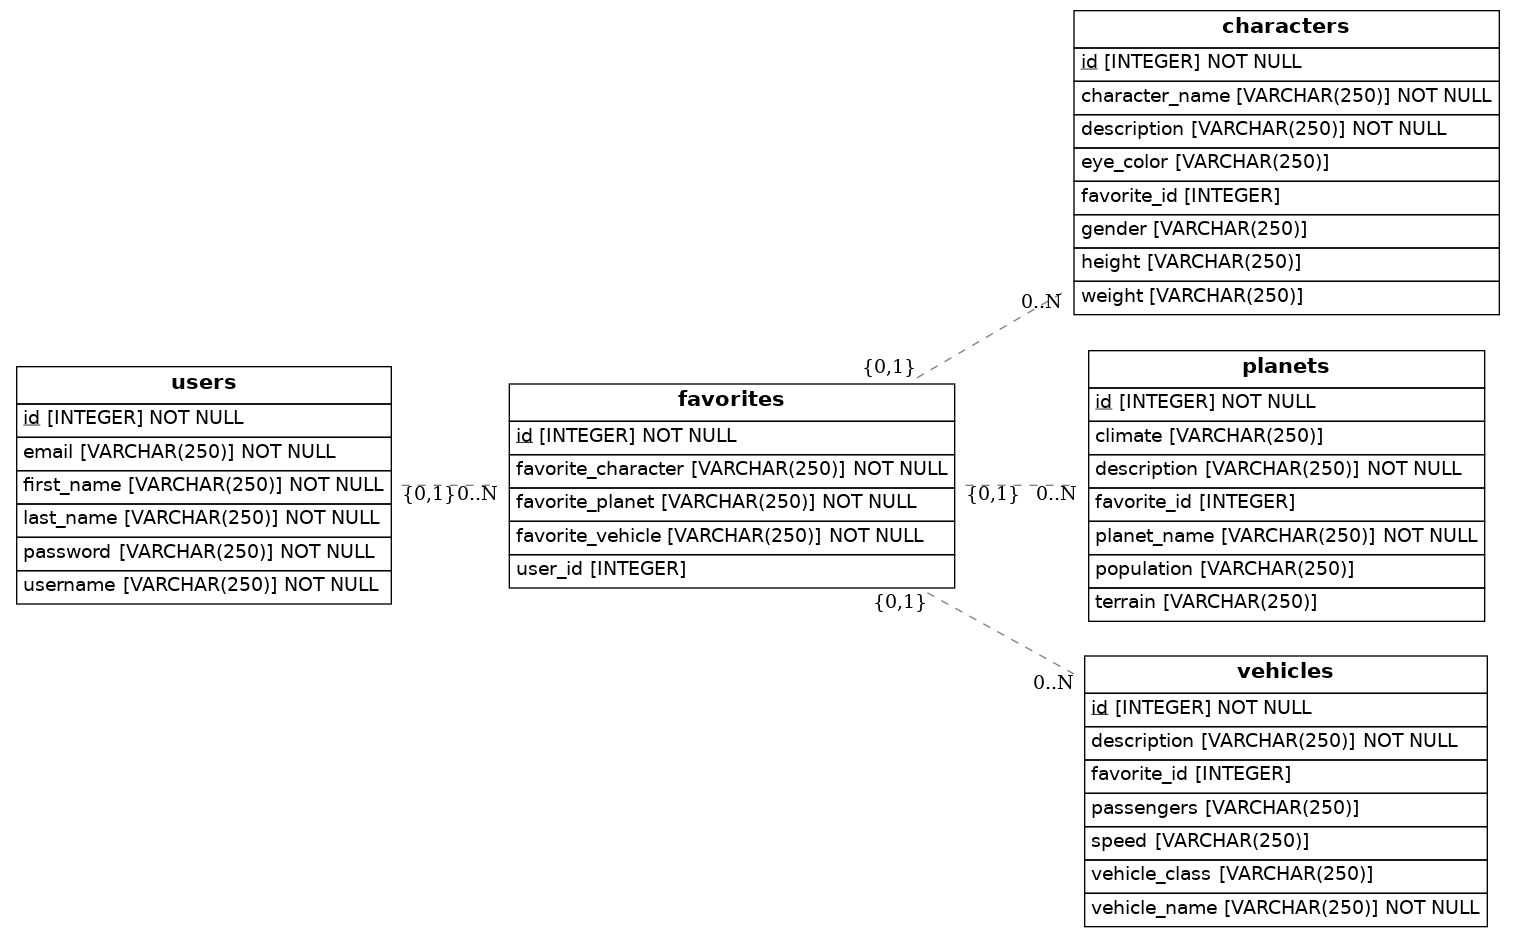 characters
id [INTEGER] NOT NULL
character_name [VARCHAR(250)] NOT NULL
description [VARCHAR(250)] NOT NULL
eye_color [VARCHAR(250)]
favorite_id [INTEGER]
gender [VARCHAR(250)]
height [VARCHAR(250)]
weight [VARCHAR(250)]
0..N
{0,1}
users
id [INTEGER] NOT NULL
email [VARCHAR(250)] NOT NULL
first_name [VARCHAR(250)] NOT NULL
last_name [VARCHAR(250)] NOT NULL
password [VARCHAR(250)] NOT NULL
username [VARCHAR(250)] NOT NULL
{0,1}
0..N
favorites
id [INTEGER] NOT NULL
favorite_character [VARCHAR(250)] NOT NULL
favorite_planet [VARCHAR(250)] NOT NULL
favorite_vehicle [VARCHAR(250)] NOT NULL
user_id [INTEGER]
{0,1}
0..N
planets
id [INTEGER] NOT NULL
climate [VARCHAR(250)]
description [VARCHAR(250)] NOT NULL
favorite_id [INTEGER]
planet_name [VARCHAR(250)] NOT NULL
population [VARCHAR(250)]
terrain [VARCHAR(250)]
{0,1}
0..N
vehicles
id [INTEGER] NOT NULL
description [VARCHAR(250)] NOT NULL
favorite_id [INTEGER]
passengers [VARCHAR(250)]
speed [VARCHAR(250)]
vehicle_class [VARCHAR(250)]
vehicle_name [VARCHAR(250)] NOT NULL